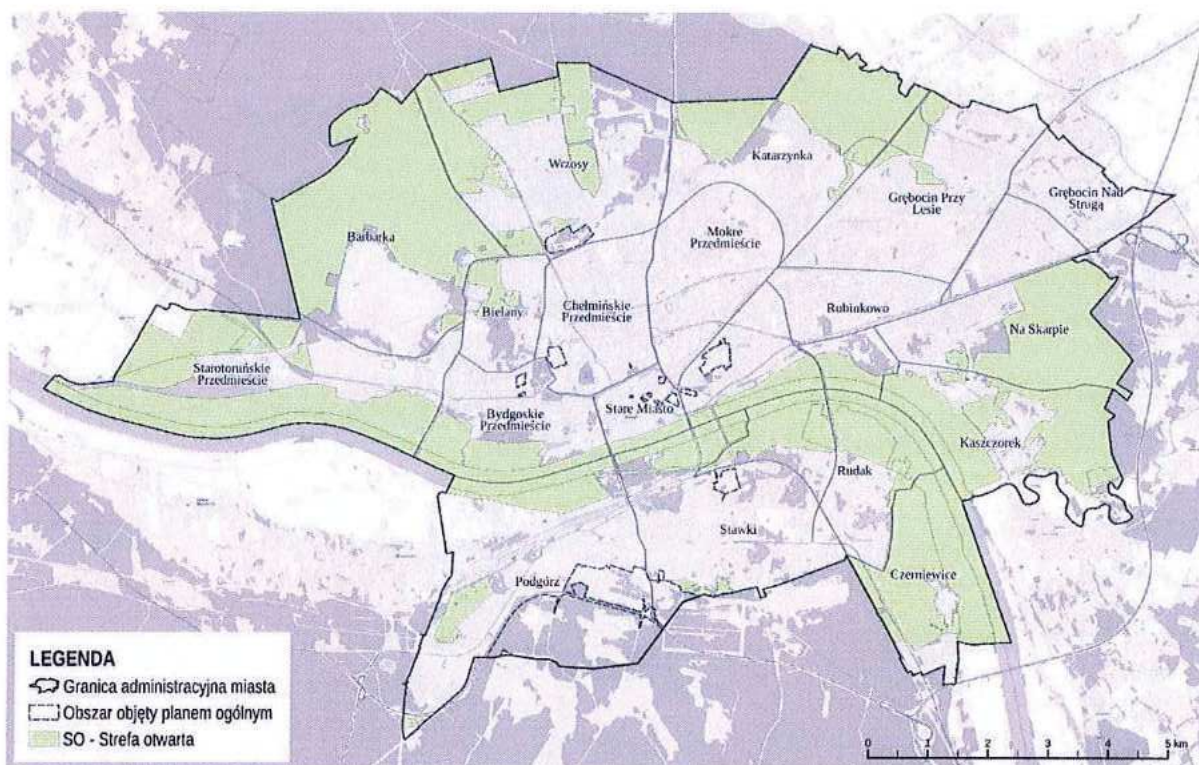 Wrzosy
Katarzynka
Grębocin Przy
Lesie
Grębocin Nad
Strugą
Barbarka
Mokre
Przedmieście
Bielany
Chełmińskie
Przedmieście
Rubinkowo
Na Skarpie
Starotoruńskie
Przedmieście
Bydgoskie
Przedmieście
Stare Miasto
Kaszczorek
Rudak
Stawki
Podgórz
Czerniewice
LEGENDA
Granica administracyjna miasta
Obszar objęty planem ogólnym
SO - Strefa otwarta
0 1 2 3 4 5 km